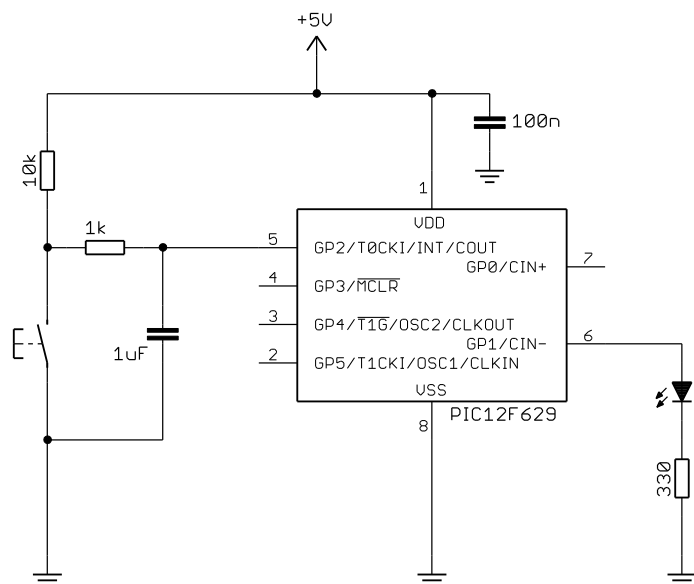 +5V
100n
10k
1
VDD
1k
5
GP2/T0CKI/INT/COUT
GP0/CIN+
7
4
GP3/MCLR
3
GP4/T1G/OSC2/CLKOUT
GP1/CIN-
6
1uF
2
GP5/T1CKI/OSC1/CLKIN
VSS
PIC12F629
8
330